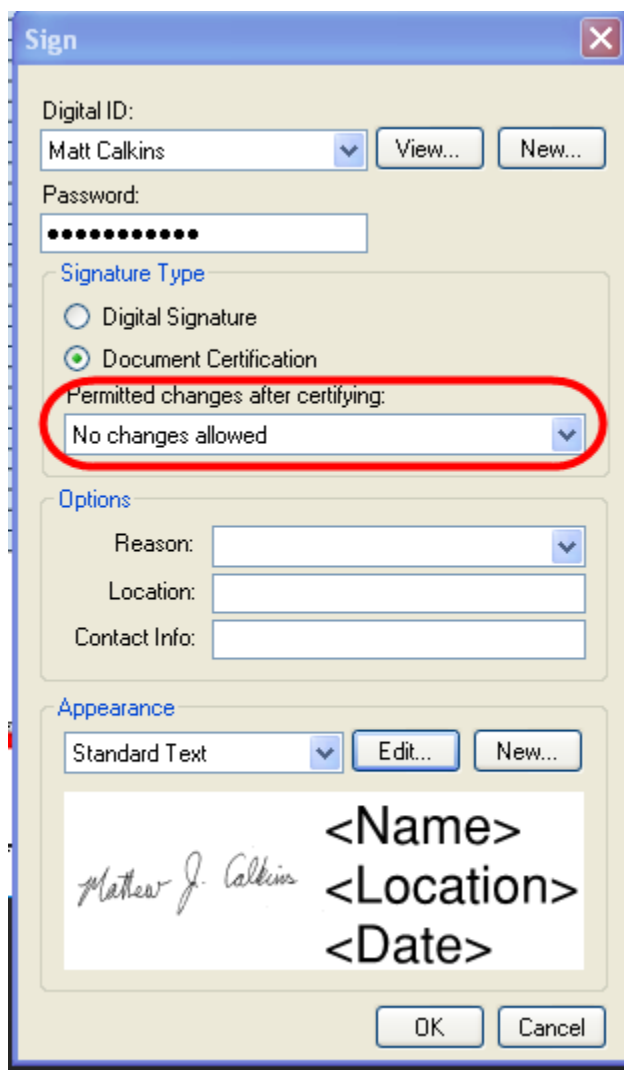 Sign
Digital ID:
Matt Calkins View... New...
Password:
●●●●●●●●●●●
Signature Type
Digital Signature
Document Certification
Permitted changes after certifying:
No changes allowed
Options
Reason:
Location:
Contact Info:
Appearance
Standard Text Edit... New...
Mathew J. Calkins
<Name>
<Location>
<Date>
OK Cancel